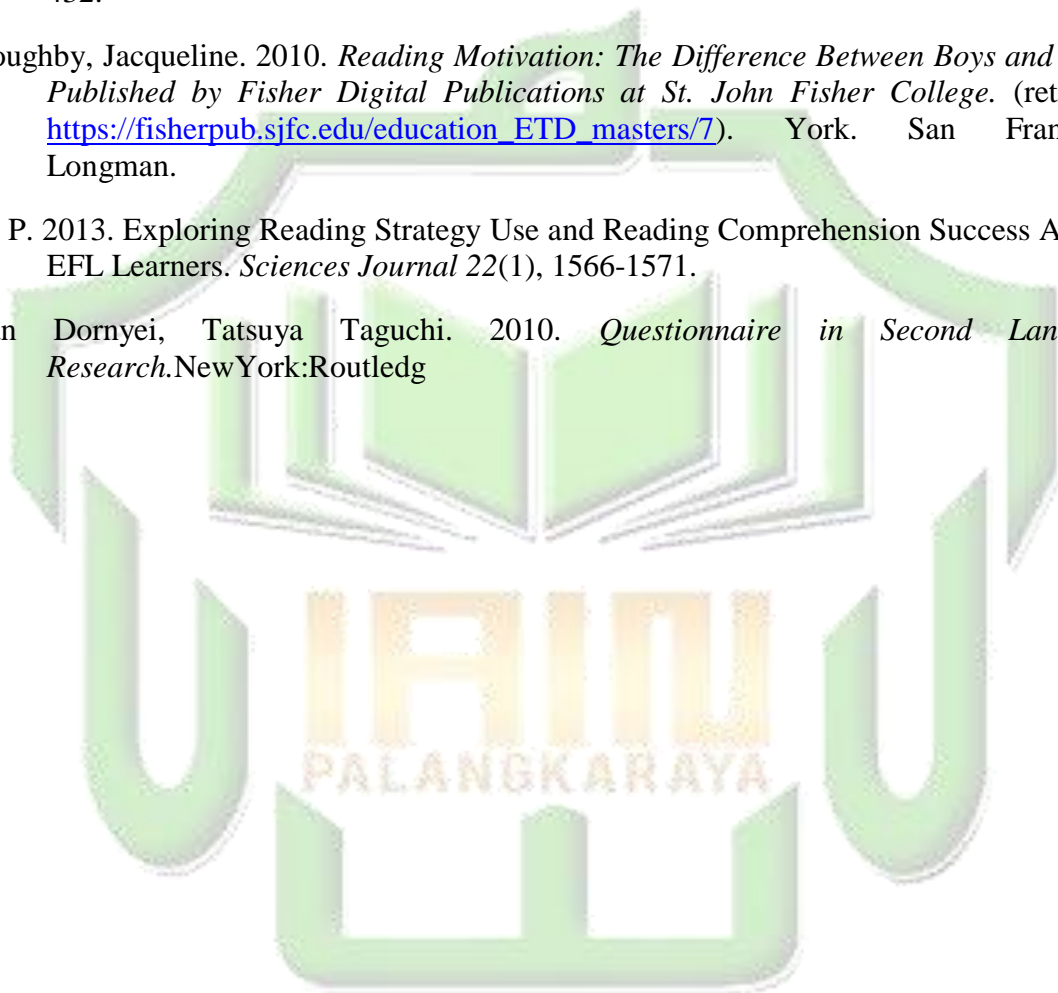 432.
oughby, Jacqueline. 2010. Reading Motivation: The Difference Between Boys and
Published by Fisher Digital Publications at St. John Fisher College. (ret
https://fisherpub.sjfc.edu/education_ETD_masters/7). York. San Fran
Longman.
P. 2013. Exploring Reading Strategy Use and Reading Comprehension Success A
EFL Learners. Sciences Journal 22(1), 1566-1571.
n Dornyei, Tatsuya Taguchi. 2010. Questionnaire in Second Lan
Research.NewYork:Routledg
IAIN
PALANGKARAYA